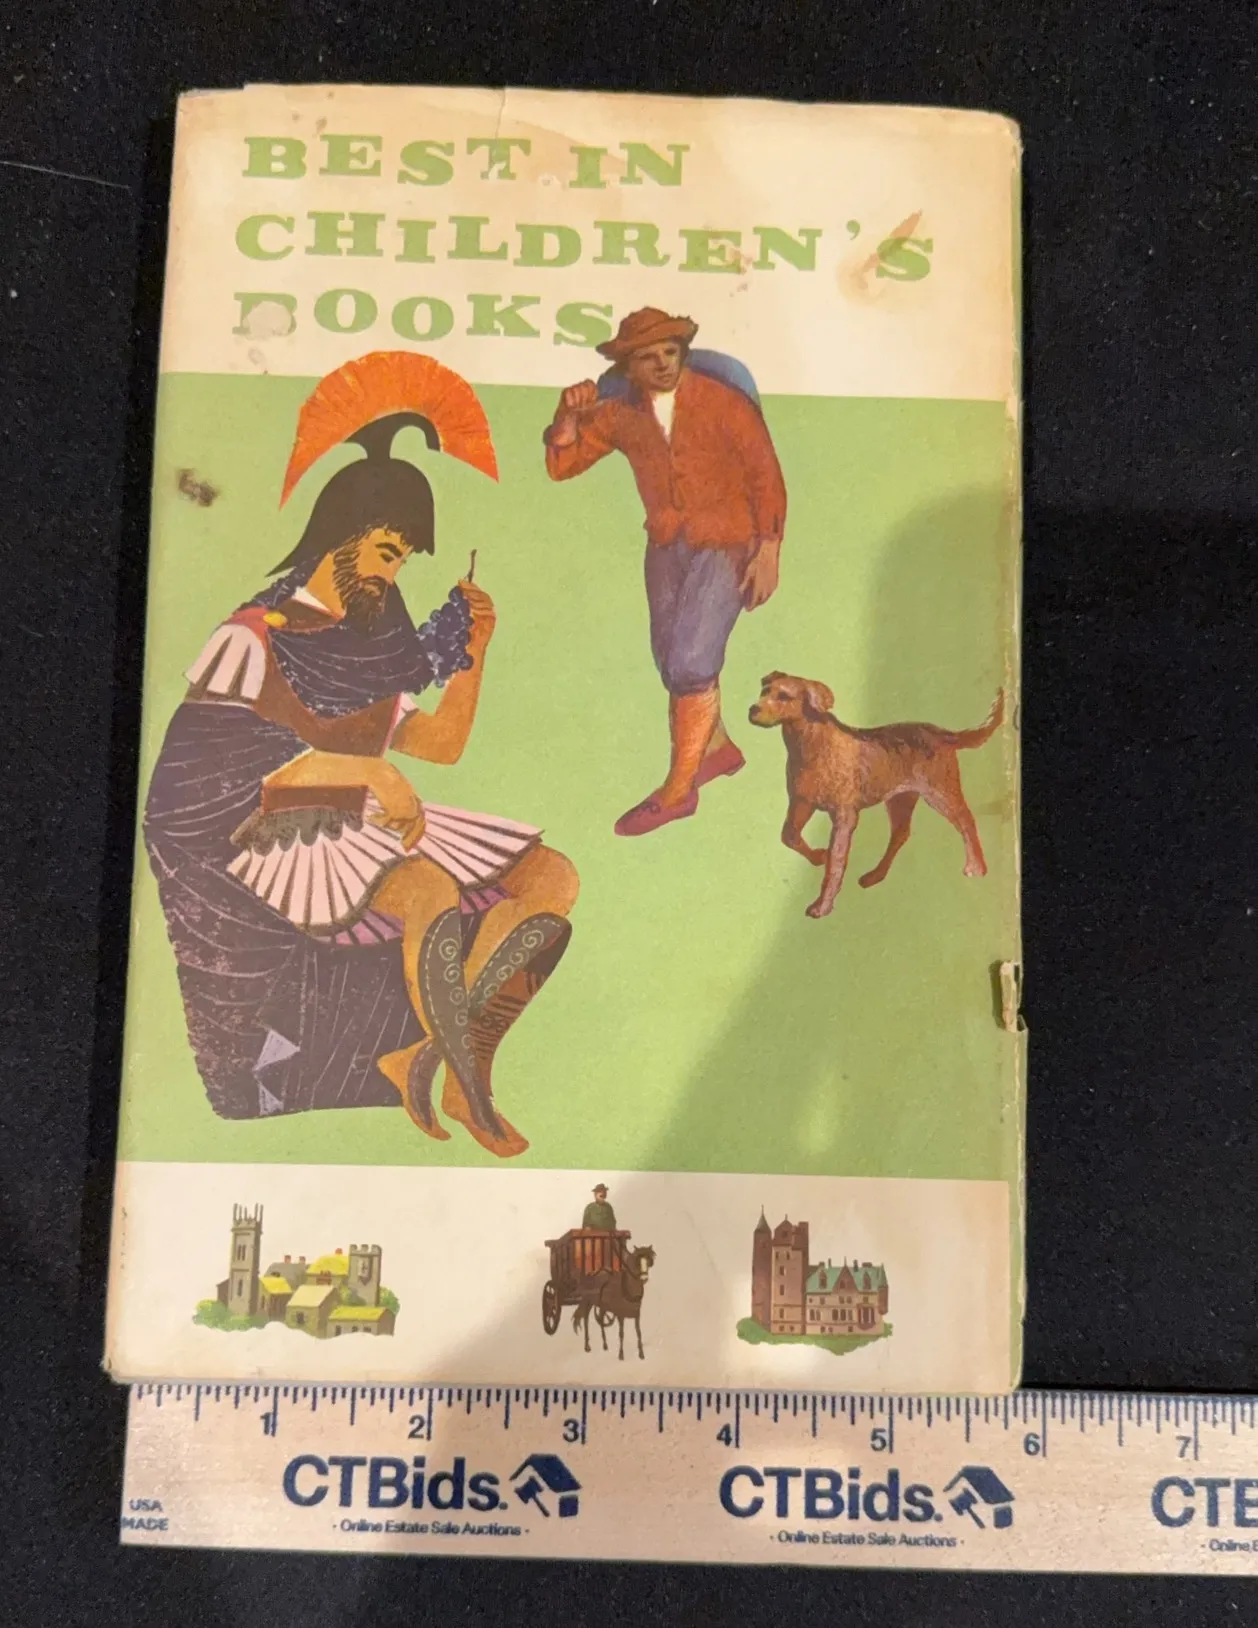 BEST IN
CHILDREN'S
BOOKS
1 2 3 4 5 6 7
CTBids. CTBids.
· Online Estate Sale Auctions · · Online Estate Sale Auctions ·
USA
MADE